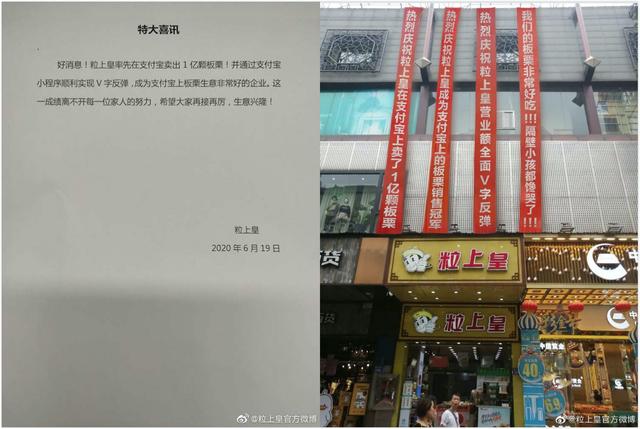 特大喜讯
好消息！粒上皇率先在支付宝卖出1亿颗板栗！并通过支付宝
小程序顺利实现V字反弹，成为支付宝上板栗生意非常好的企业。这
一成绩离不开每一位家人的努力，希望大家再接再厉，生意兴隆！
粒上皇
2020年6月19日
@粒上皇官方微博
热烈庆祝粒上皇在支付宝上卖了1亿颗板栗
热烈庆祝粒上皇成为支付宝上的板栗销售冠军
热烈庆祝粒上皇营业额全面V字反弹
我们的板栗非常好吃!!!隔壁小孩都馋哭了!!!
粒上皇
粒上皇
货
中
中国黄金
40
69
@粒上皇官方微博